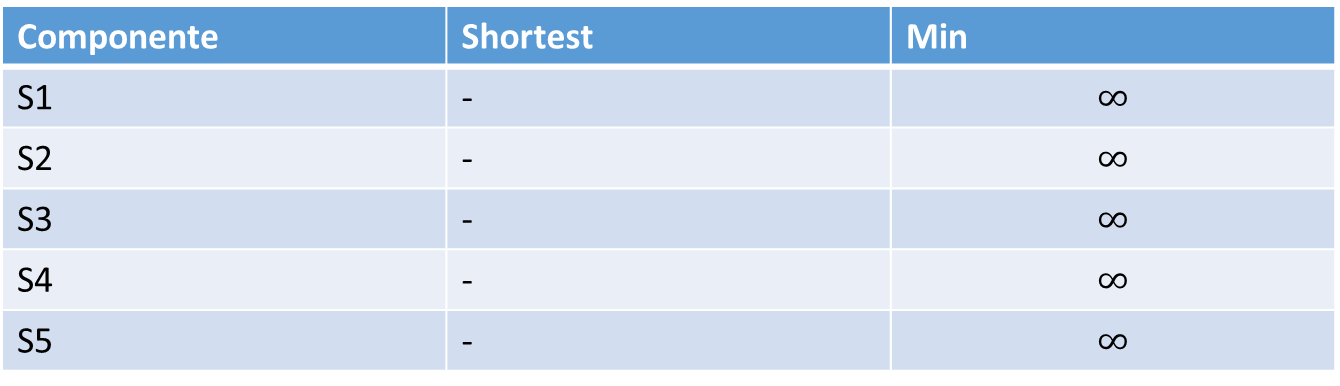 Componente Shortest Min
S1 - ∞
S2 - ∞
S3 - ∞
S4 - ∞
S5 - ∞